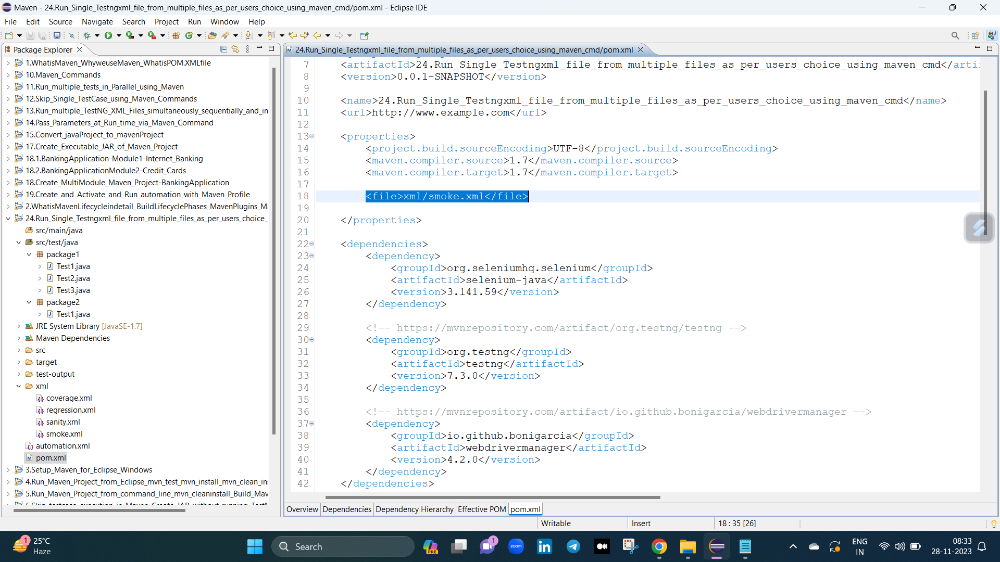 Maven - 24.Run_Single_Testngxml_file_from_multiple_files_as_per_users_choice_using_maven_cmd/pom.xml - Eclipse IDE
File Edit Source Navigate Search Project Run Window Help
Package Explorer
1.WhatisMaven_WhyweuseMaven_WhatisPOM.XMLfile
10.Maven_Commands
11.Run_multiple_tests_in_Parallel_using_Maven
12.Skip_Single_TestCase_using_Maven_Commands
13.Run_multiple_TestNG_XML_Files_simultaneously_sequentially_and_in
14.Pass_Parameters_at_Run_time_via_Maven_Command
15.Convert_javaProject_to_mavenProject
17.Create_Executable_JAR_of_Maven_Project
18.1.BankingApplication-Module1-Internet_Banking
18.2.BankingApplicationModule2-Credit_Cards
18.Create_MultiModule_Maven_Project-BankingApplication
19.Create_and_Activate_and_Run_automation_with_Maven_Profile
2.WhatisMavenLifecycleindetail_BuildLifecyclePhases_MavenPlugins_Ma
24.Run_Single_Testngxml_file_from_multiple_files_as_per_users_choice_
src/main/java
src/test/java
package1
Test1.java
Test2.java
Test3.java
package2
Test1.java
JRE System Library [JavaSE-1.7]
Maven Dependencies
src
target
test-output
xml
coverage.xml
regression.xml
sanity.xml
smoke.xml
automation.xml
pom.xml
3.Setup_Maven_for_Eclipse_Windows
4.Run_Maven_Project_from_Eclipse_mvn_test_mvn_install_mvn_clean_ins
5.Run_Maven_Project_from_command_line_mvn_cleaninstall_Build_Mav
24.Run_Single_Testngxml_file_from_multiple_files_as_per_users_choice_using_maven_cmd/pom.xml
7 <artifactId>24.Run_Single_Testngxml_file_from_multiple_files_as_per_users_choice_using_maven_cmd</arti
8 <version>0.0.1-SNAPSHOT</version>
9
10 <name>24.Run_Single_Testngxml_file_from_multiple_files_as_per_users_choice_using_maven_cmd</name>
11 <url>http://www.example.com</url>
12
13 <properties>
14 <project.build.sourceEncoding>UTF-8</project.build.sourceEncoding>
15 <maven.compiler.source>1.7</maven.compiler.source>
16 <maven.compiler.target>1.7</maven.compiler.target>
17
18 <file>xml/smoke.xml</file>
19
20 </properties>
21
22 <dependencies>
23 <dependency>
24 <groupId>org.seleniumhq.selenium</groupId>
25 <artifactId>selenium-java</artifactId>
26 <version>3.141.59</version>
27 </dependency>
28
29 <!-- https://mvnrepository.com/artifact/org.testng/testng -->
30 <dependency>
31 <groupId>org.testng</groupId>
32 <artifactId>testng</artifactId>
33 <version>7.3.0</version>
34 </dependency>
35
36 <!-- https://mvnrepository.com/artifact/io.github.bonigarcia/webdrivermanager -->
37 <dependency>
38 <groupId>io.github.bonigarcia</groupId>
39 <artifactId>webdrivermanager</artifactId>
40 <version>4.2.0</version>
41 </dependency>
42 </dependencies>
Overview Dependencies Dependency Hierarchy Effective POM pom.xml
Writable Insert 18 : 35 [26]
1 25°C
Haze
Search
PRE
1
zoom
in
ENG
IN
08:33
28-11-2023